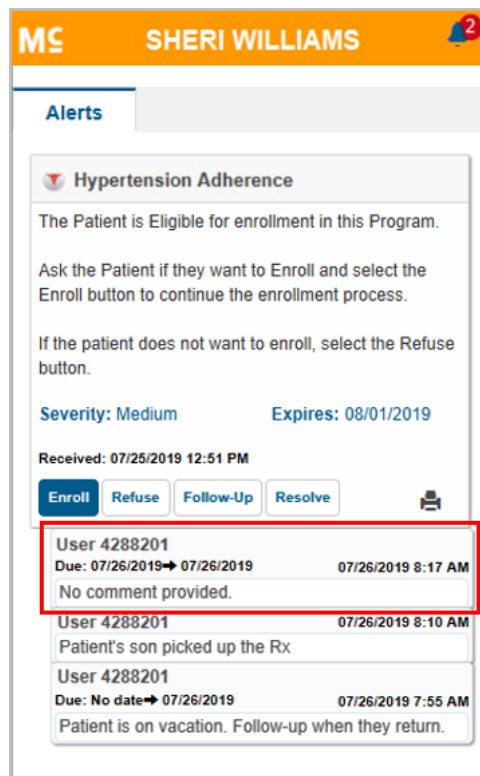 Mc SHERI WILLIAMS 2
Alerts
Hypertension Adherence
The Patient is Eligible for enrollment in this Program.
Ask the Patient if they want to Enroll and select the
Enroll button to continue the enrollment process.
If the patient does not want to enroll, select the Refuse
button.
Severity: Medium Expires: 08/01/2019
Received: 07/25/2019 12:51 PM
Enroll Refuse Follow-Up Resolve
User 4288201
Due: 07/26/2019➔ 07/26/2019 07/26/2019 8:17 AM
No comment provided.
User 4288201 07/26/2019 8:10 AM
Patient's son picked up the Rx
User 4288201
Due: No date➔ 07/26/2019 07/26/2019 7:55 AM
Patient is on vacation. Follow-up when they return.